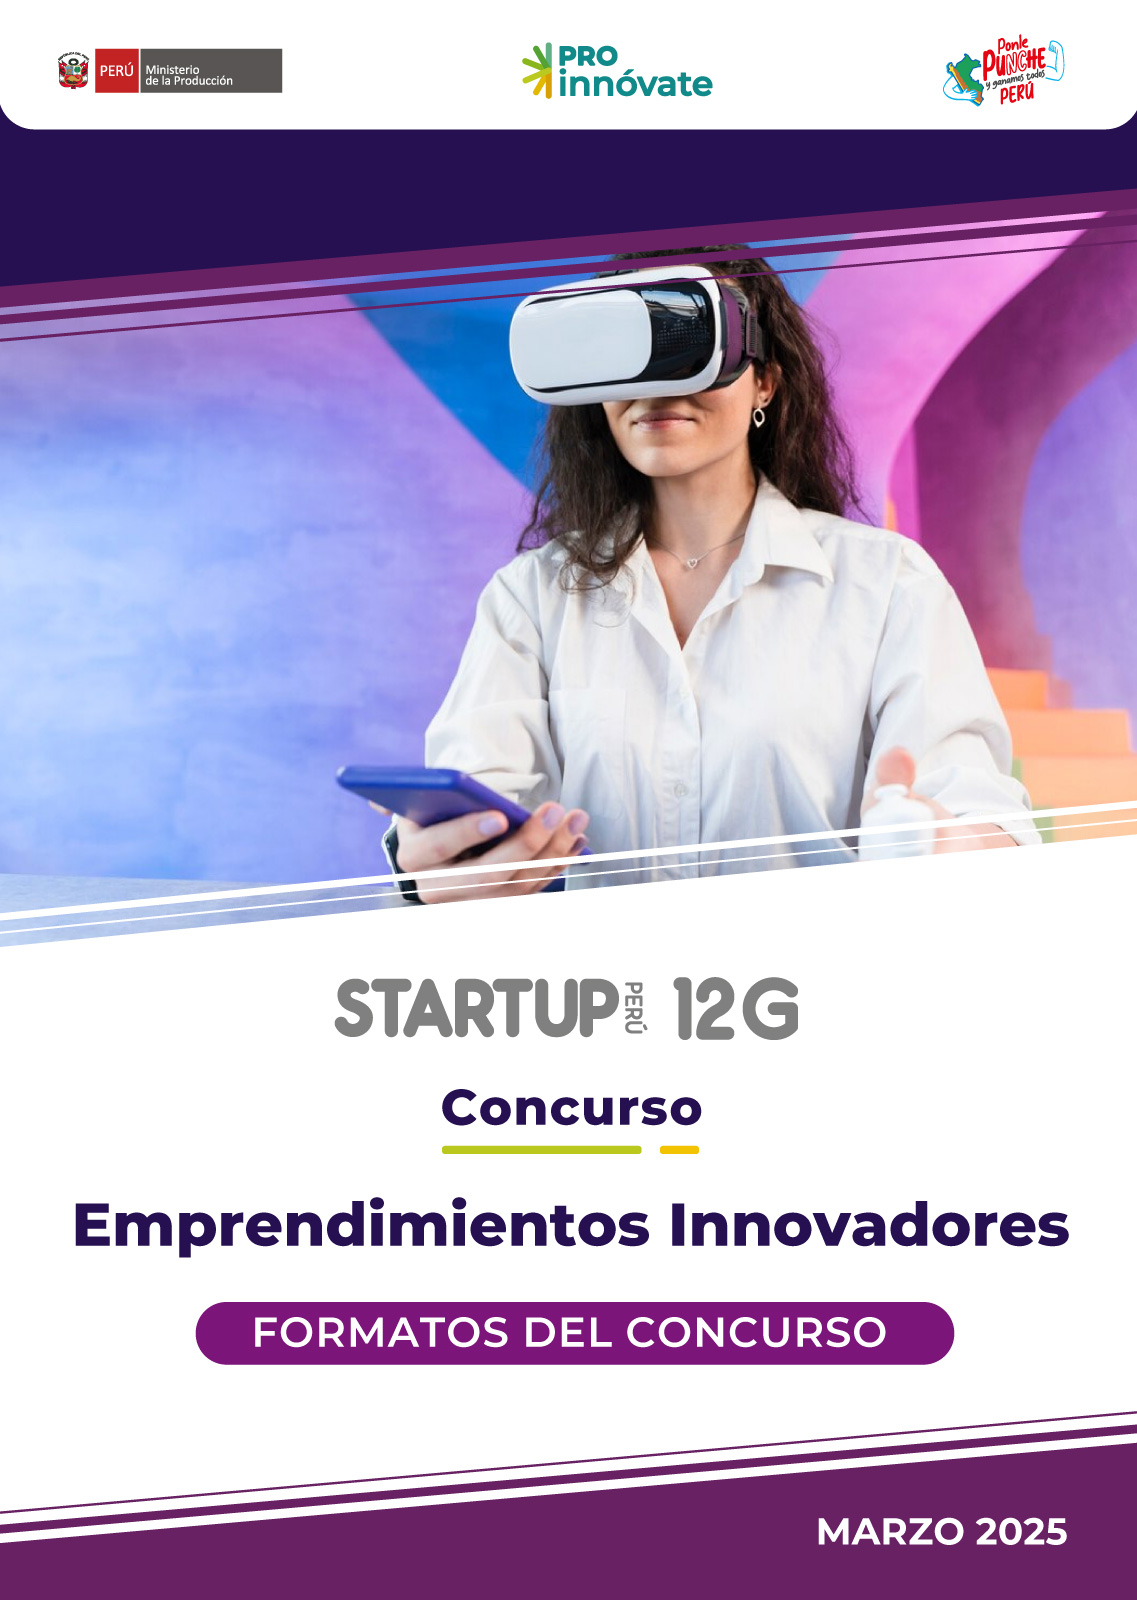 PERÚ
Ministerio
de la Producción
PRO
innóvate
Ponle
PUNCHE
y ganamos todos
PERÚ
STARTUP PERÚ 12G
Concurso
Emprendimientos Innovadores
FORMATOS DEL CONCURSO
MARZO 2025